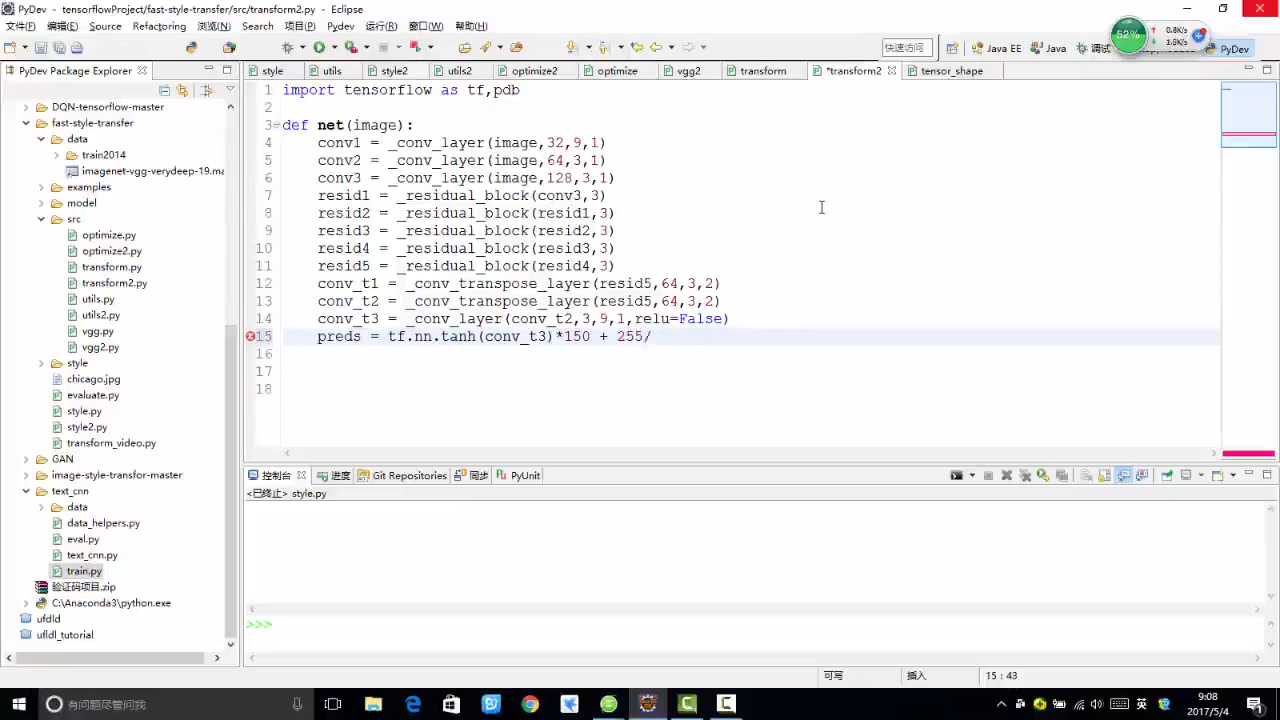 PyDev - tensorflowProject/fast-style-transfer/src/transform2.py - Eclipse
文件(F) 编辑(E) Source Refactoring 浏览(N) Search 项目(P) Pydev 运行(R) 窗口(W) 帮助(H)
52% 0.8K/s
1.5K/s
快速访问 Java EE Java 调试 PyDev
PyDev Package Explorer
style utils style2 utils2 optimize2 optimize vgg2 transform *transform2 tensor_shape
DQN-tensorflow-master
fast-style-transfer
data
train2014
imagenet-vgg-verydeep-19.ma
examples
model
src
optimize.py
optimize2.py
transform.py
transform2.py
utils.py
utils2.py
vgg.py
vgg2.py
style
chicago.jpg
evaluate.py
style.py
style2.py
transform_video.py
GAN
image-style-transfor-master
text_cnn
data
data_helpers.py
eval.py
text_cnn.py
train.py
验证码项目.zip
C:\Anaconda3\python.exe
ufdld
ufldl_tutorial
1 import tensorflow as tf,pdb
2
3 def net(image):
4 conv1 = _conv_layer(image,32,9,1)
5 conv2 = _conv_layer(image,64,3,1)
6 conv3 = _conv_layer(image,128,3,1)
7 resid1 = _residual_block(conv3,3)
8 resid2 = _residual_block(resid1,3)
9 resid3 = _residual_block(resid2,3)
10 resid4 = _residual_block(resid3,3)
11 resid5 = _residual_block(resid4,3)
12 conv_t1 = _conv_transpose_layer(resid5,64,3,2)
13 conv_t2 = _conv_transpose_layer(resid5,64,3,2)
14 conv_t3 = _conv_layer(conv_t2,3,9,1,relu=False)
15 preds = tf.nn.tanh(conv_t3)*150 + 255/
16
17
18
控制台 进度 Git Repositories 同步 PyUnit
<已终止> style.py
>>>
可写 插入 15 : 43
有问题尽管问我
英
9:08
2017/5/4